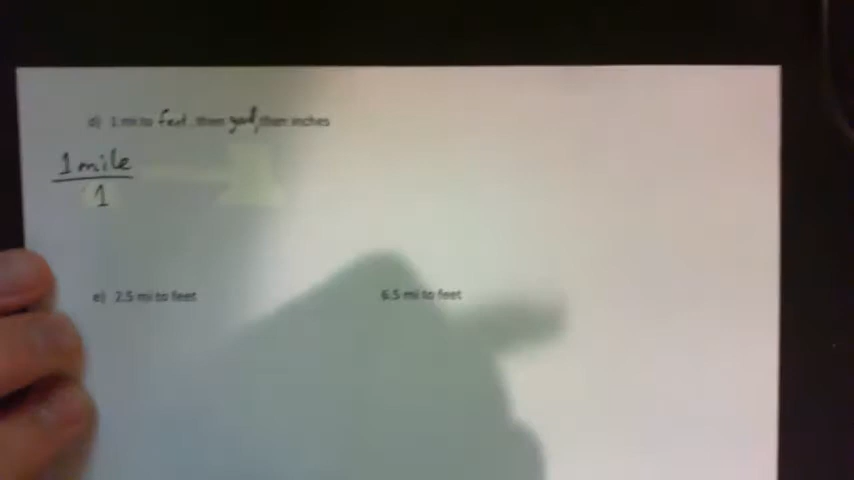 d) 1 mi to feet, then yard, then inches
1 mile
1
e) 2.5 mi to feet
6.5 mi to feet